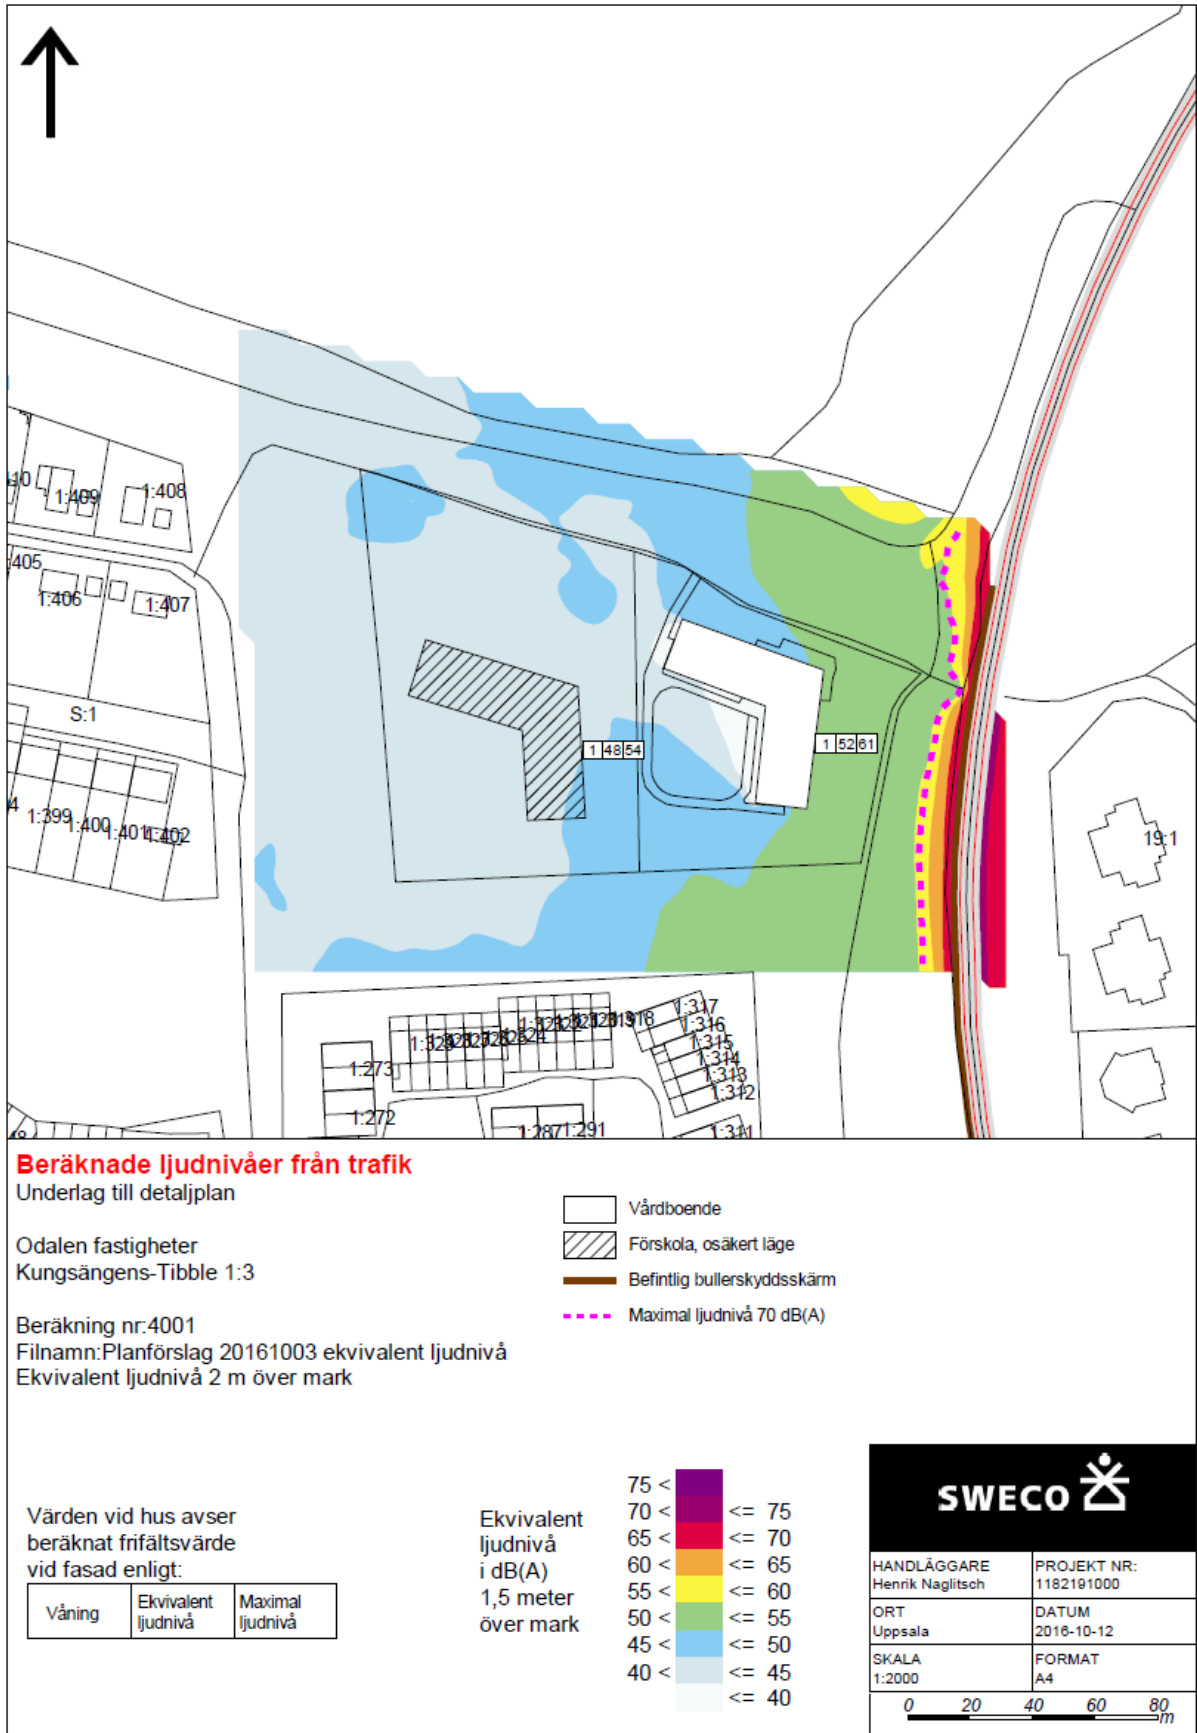 1:409
1:408
405
1:406
1:407
S:1
1:399
1:400
1:401
1:402
1 48 54
1 52 61
19:1
1:317
1:316
1:315
1:314
1:313
1:312
1:311
1:273
1:272
1:287
1:291
Beräknade ljudnivåer från trafik
Underlag till detaljplan
Odalen fastigheter
Kungsängens-Tibble 1:3
Beräkning nr:4001
Filnamn:Planförslag 20161003 ekvivalent ljudnivå
Ekvivalent ljudnivå 2 m över mark
Vårdboende
Förskola, osäkert läge
Befintlig bullerskyddsskärm
Maximal ljudnivå 70 dB(A)
Värden vid hus avser
beräknat frifältsvärde
vid fasad enligt:
Våning
Ekvivalent
ljudnivå
Maximal
ljudnivå
Ekvivalent
ljudnivå
i dB(A)
1,5 meter
över mark
75 <
70 < <= 75
65 < <= 70
60 < <= 65
55 < <= 60
50 < <= 55
45 < <= 50
40 < <= 45
<= 40
SWECO
HANDLÄGGARE
Henrik Naglitsch
PROJEKT NR:
1182191000
ORT
Uppsala
DATUM
2016-10-12
SKALA
1:2000
FORMAT
A4
0 20 40 60 80
m